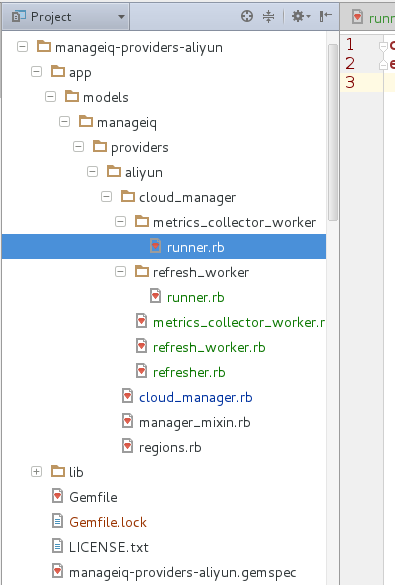 Project
runn
manageiq-providers-aliyun
1
app
2
models
3
manageiq
providers
aliyun
cloud_manager
metrics_collector_worker
runner.rb
refresh_worker
runner.rb
metrics_collector_worker.r
refresh_worker.rb
refresher.rb
cloud_manager.rb
manager_mixin.rb
regions.rb
lib
Gemfile
Gemfile.lock
LICENSE.txt
manageiq-providers-aliyun.gemspec